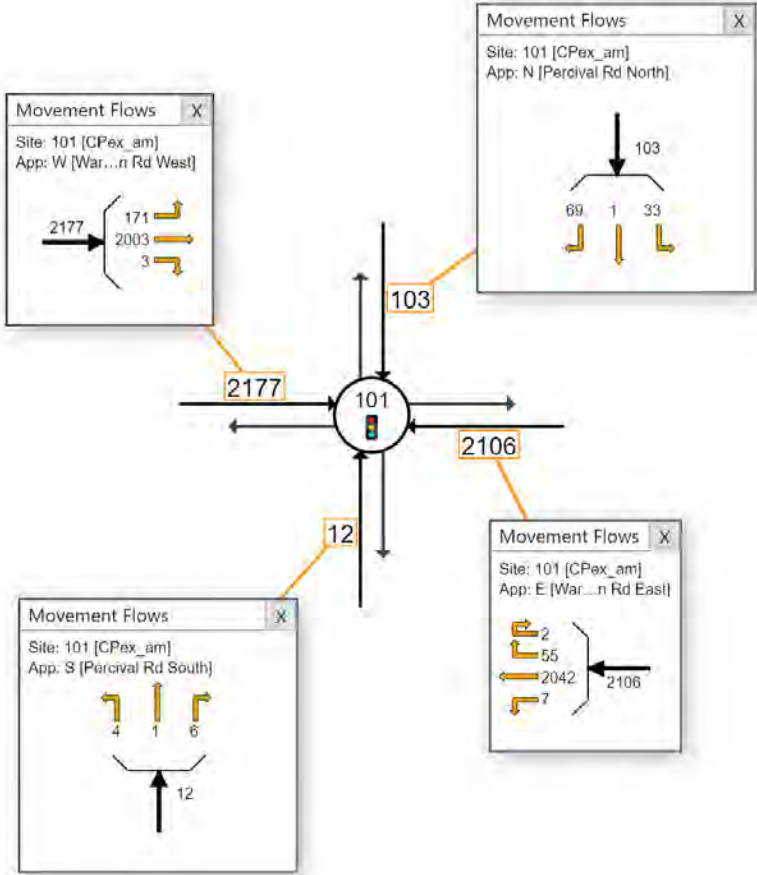 Movement Flows X
Site: 101 [CPex_am]
App: N [Percival Rd North]
103
69 1 33
Movement Flows X
Site: 101 [CPex_am]
App: W [War...n Rd West]
2177
171
2003
3
103
2177
101
2106
12
Movement Flows X
Site: 101 [CPex_am]
App: E [War...n Rd East]
2
55
2042
7
2106
Movement Flows X
Site: 101 [CPex_am]
App: S [Percival Rd South]
4 1 6
12